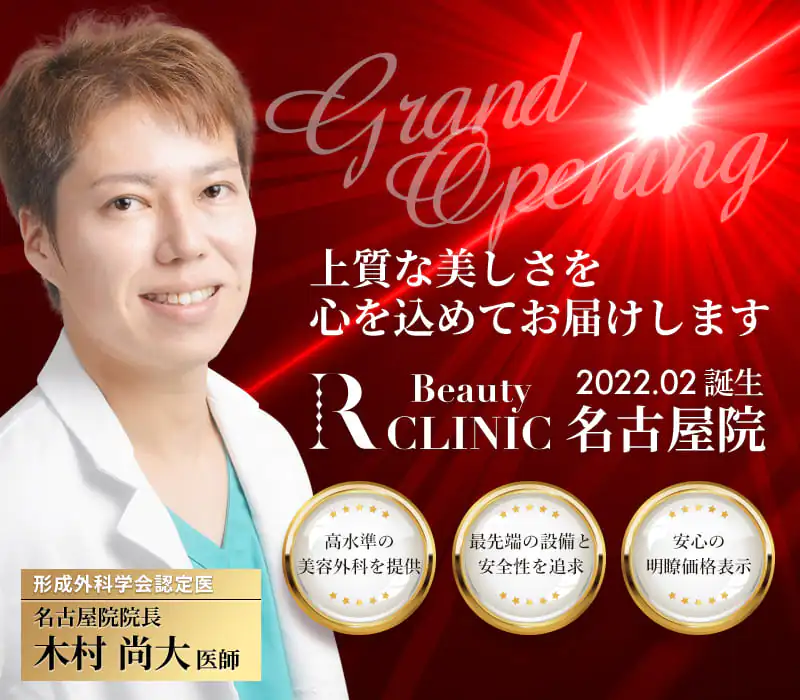 Grand
Opening
上質な美しさを
心を込めてお届けします
R Beauty CLINIC
2022.02 誕生
名古屋院
高水準の
美容外科を提供
最先端の設備と
安全性を追求
安心の
明瞭価格表示
形成外科学会認定医
名古屋院院長
木村 尚大 医師